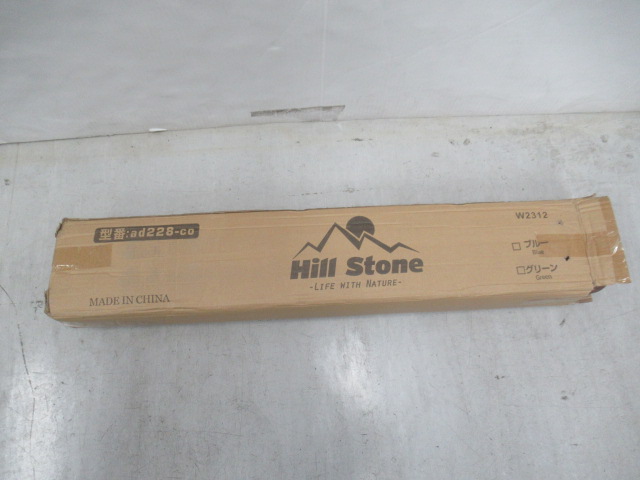 型番:ad228-co
W2312
Hill Stone
-LIFE WITH NATURE-
□ブルー
Blue
□グリーン
Green
MADE IN CHINA